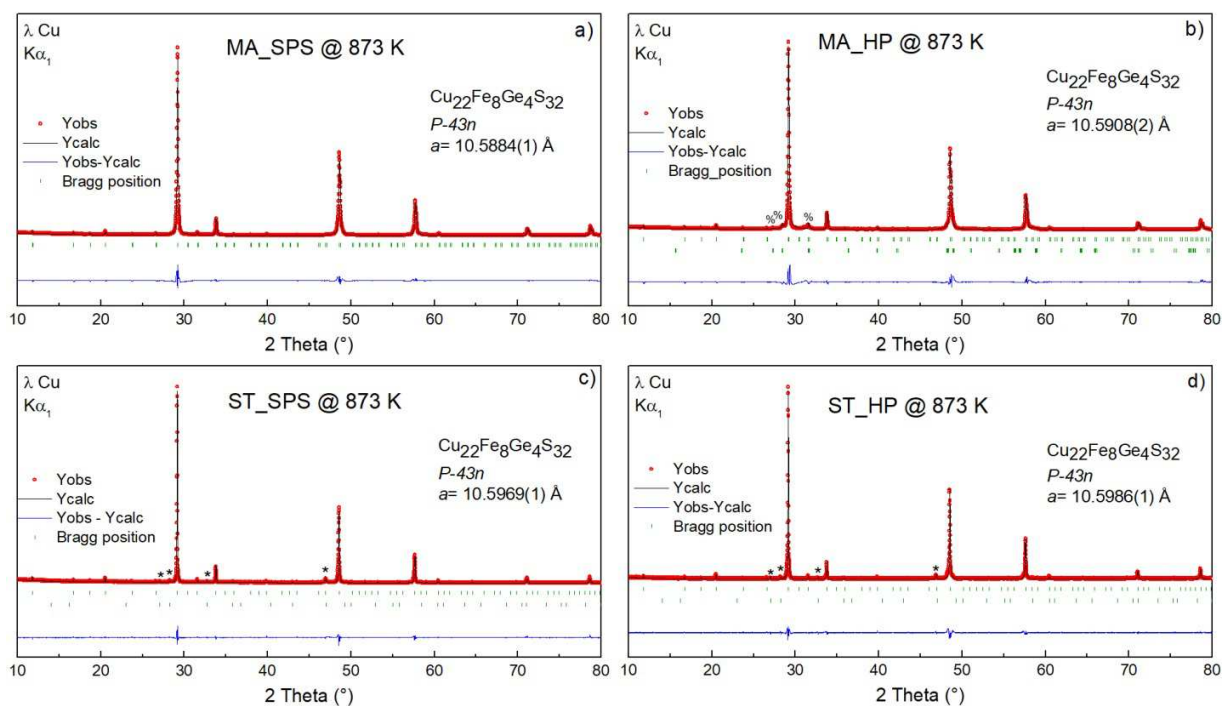 λ Cu
Kα₁
MA_SPS @ 873 K
a)
Cu₂₂Fe₈Ge₄S₃₂
P-43n
a= 10.5884(1) Å
Yobs
Ycalc
Yobs-Ycalc
Bragg position
10 20 30 40 50 60 70 80
2 Theta (°)
λ Cu
Kα₁
MA_HP @ 873 K
b)
Cu₂₂Fe₈Ge₄S₃₂
P-43n
a= 10.5908(2) Å
Yobs
Ycalc
Yobs-Ycalc
Bragg_position
% % %
10 20 30 40 50 60 70 80
2 Theta (°)
λ Cu
Kα₁
ST_SPS @ 873 K
c)
Cu₂₂Fe₈Ge₄S₃₂
P-43n
a= 10.5969(1) Å
Yobs
Ycalc
Yobs - Ycalc
Bragg position
* * * *
10 20 30 40 50 60 70 80
2 Theta (°)
λ Cu
Kα₁
ST_HP @ 873 K
d)
Cu₂₂Fe₈Ge₄S₃₂
P-43n
a= 10.5986(1) Å
Yobs
Ycalc
Yobs-Ycalc
Bragg position
* * * *
10 20 30 40 50 60 70 80
2 Theta (°)